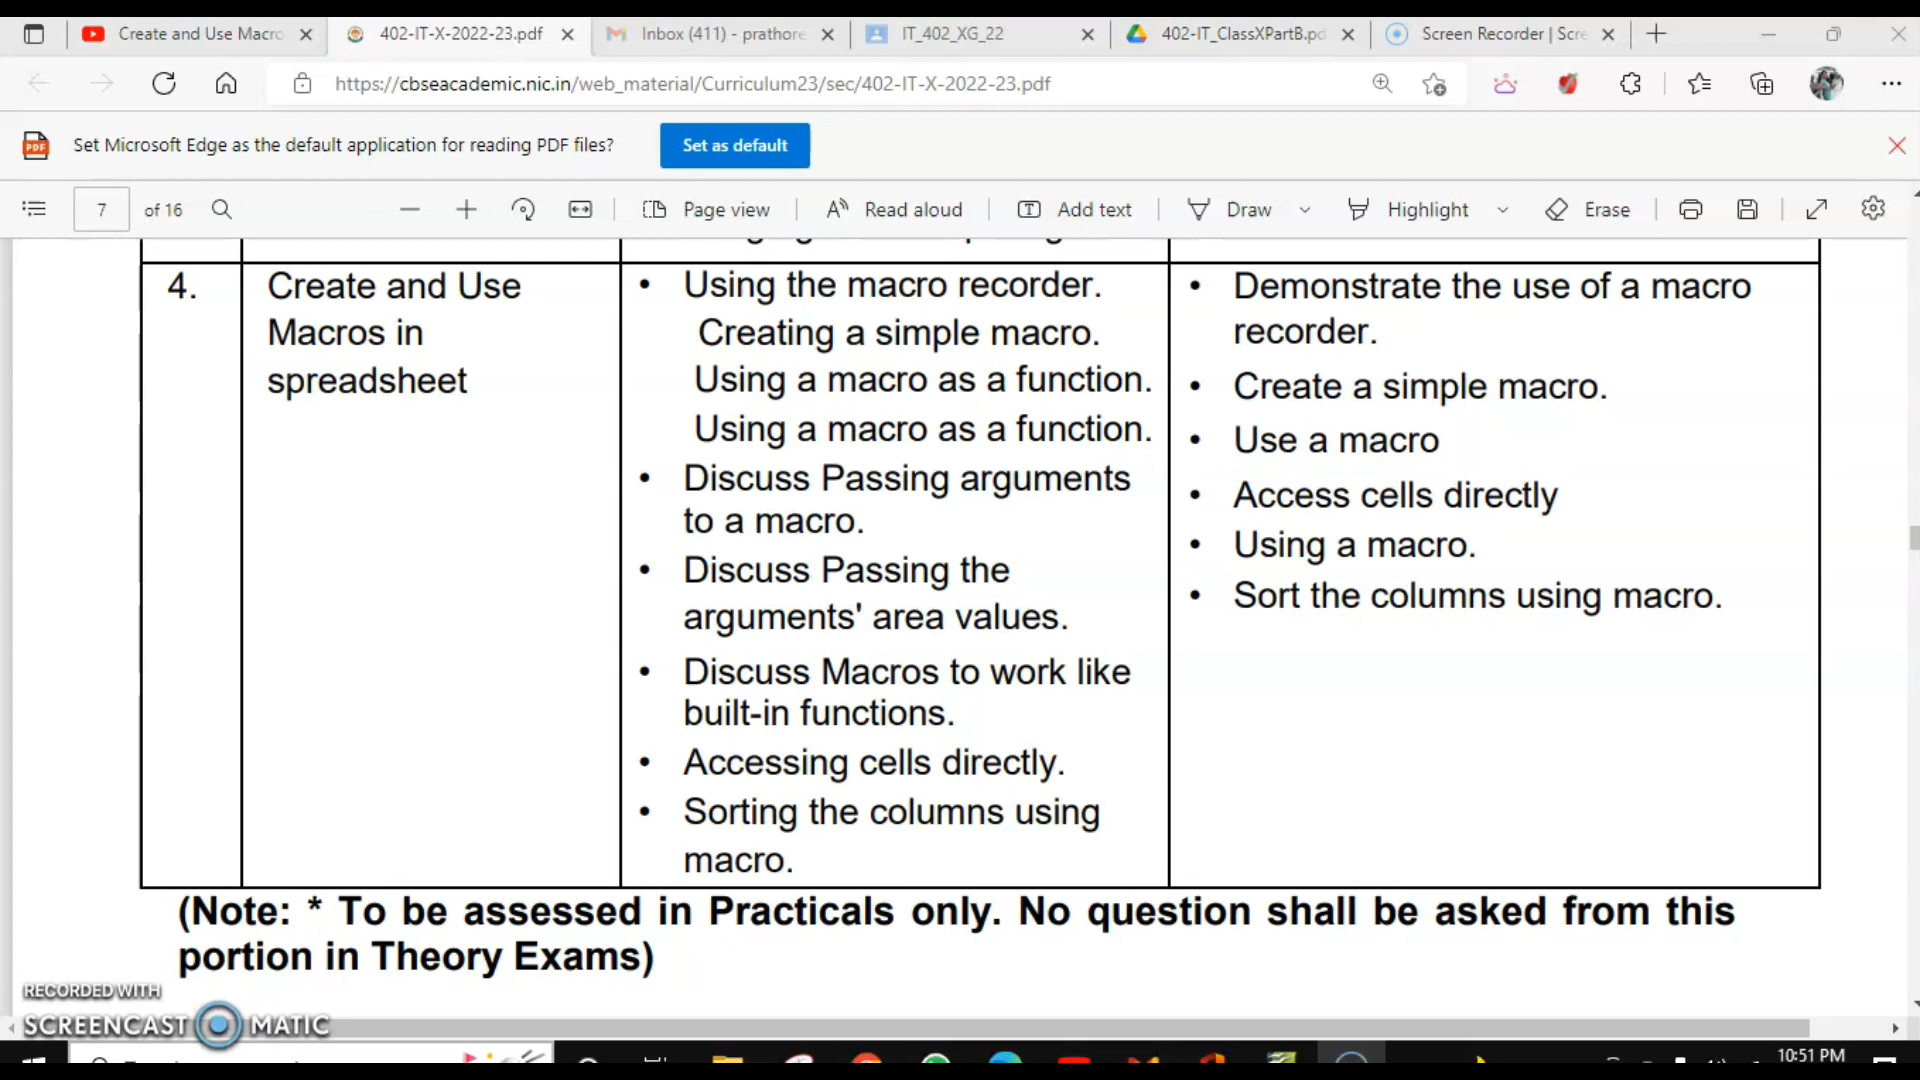 Create and Use Macro
402-IT-X-2022-23.pdf
Inbox (411) - prathore
IT_402_XG_22
402-IT_ClassXPartB.pd
Screen Recorder | Scre
https://cbseacademic.nic.in/web_material/Curriculum23/sec/402-IT-X-2022-23.pdf
PDF
Set Microsoft Edge as the default application for reading PDF files?
Set as default
7
of 16
Page view
Read aloud
Add text
Draw
Highlight
Erase
4.
Create and Use
Macros in
spreadsheet
• Using the macro recorder.
Creating a simple macro.
Using a macro as a function.
Using a macro as a function.
• Discuss Passing arguments
to a macro.
• Discuss Passing the
arguments' area values.
• Discuss Macros to work like
built-in functions.
• Accessing cells directly.
• Sorting the columns using
macro.
• Demonstrate the use of a macro
recorder.
• Create a simple macro.
• Use a macro
• Access cells directly
• Using a macro.
• Sort the columns using macro.
(Note: * To be assessed in Practicals only. No question shall be asked from this
portion in Theory Exams)
RECORDED WITH
SCREENCAST MATIC
10:51 PM